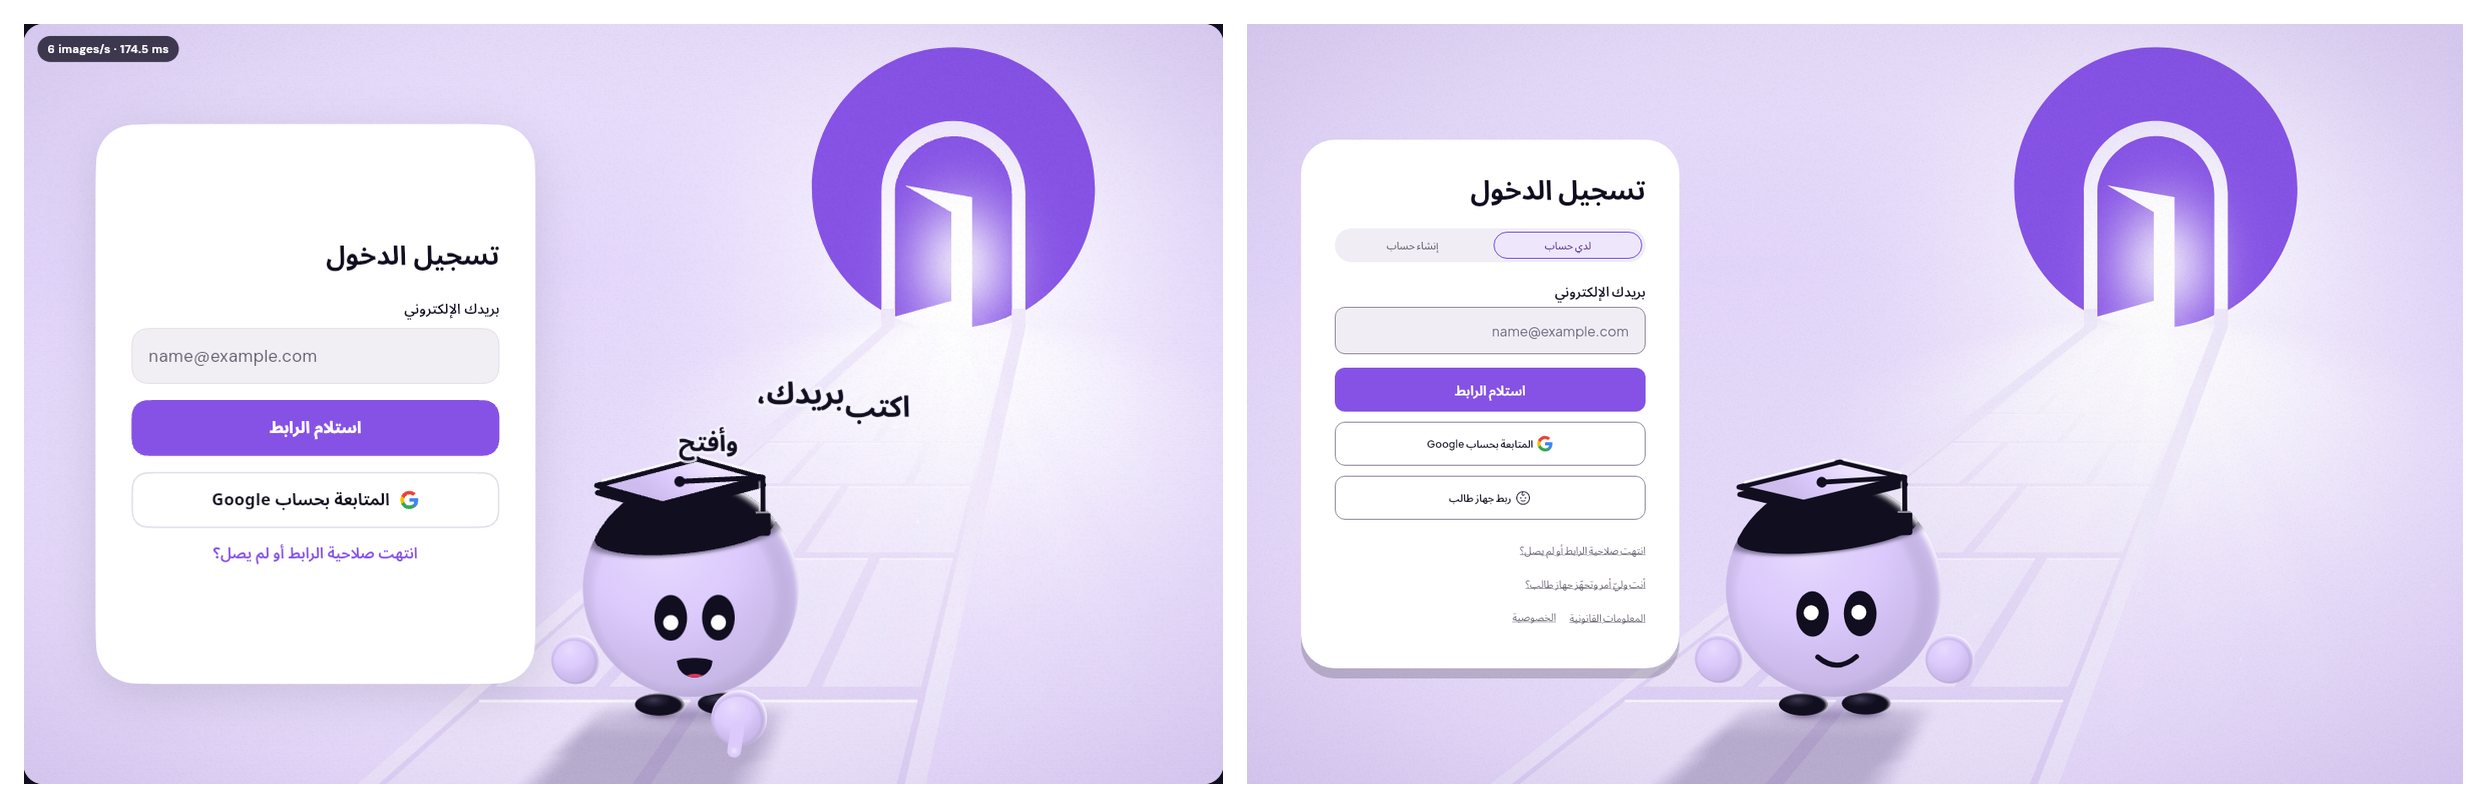 6 images/s · 174.5 ms
تسجيل الدخول
بريدك الإلكتروني
name@example.com
استلام الرابط
المتابعة بحساب Google
انتهت صلاحية الرابط أو لم يصل؟
اكتب بريدك،
وأفتح
تسجيل الدخول
لدي حساب
إنشاء حساب
بريدك الإلكتروني
name@example.com
استلام الرابط
المتابعة بحساب Google
ربط جهاز طالب
انتهت صلاحية الرابط أو لم يصل؟
أنت وليّ أمر وتجهّز جهاز طالب؟
المعلومات القانونية الخصوصية